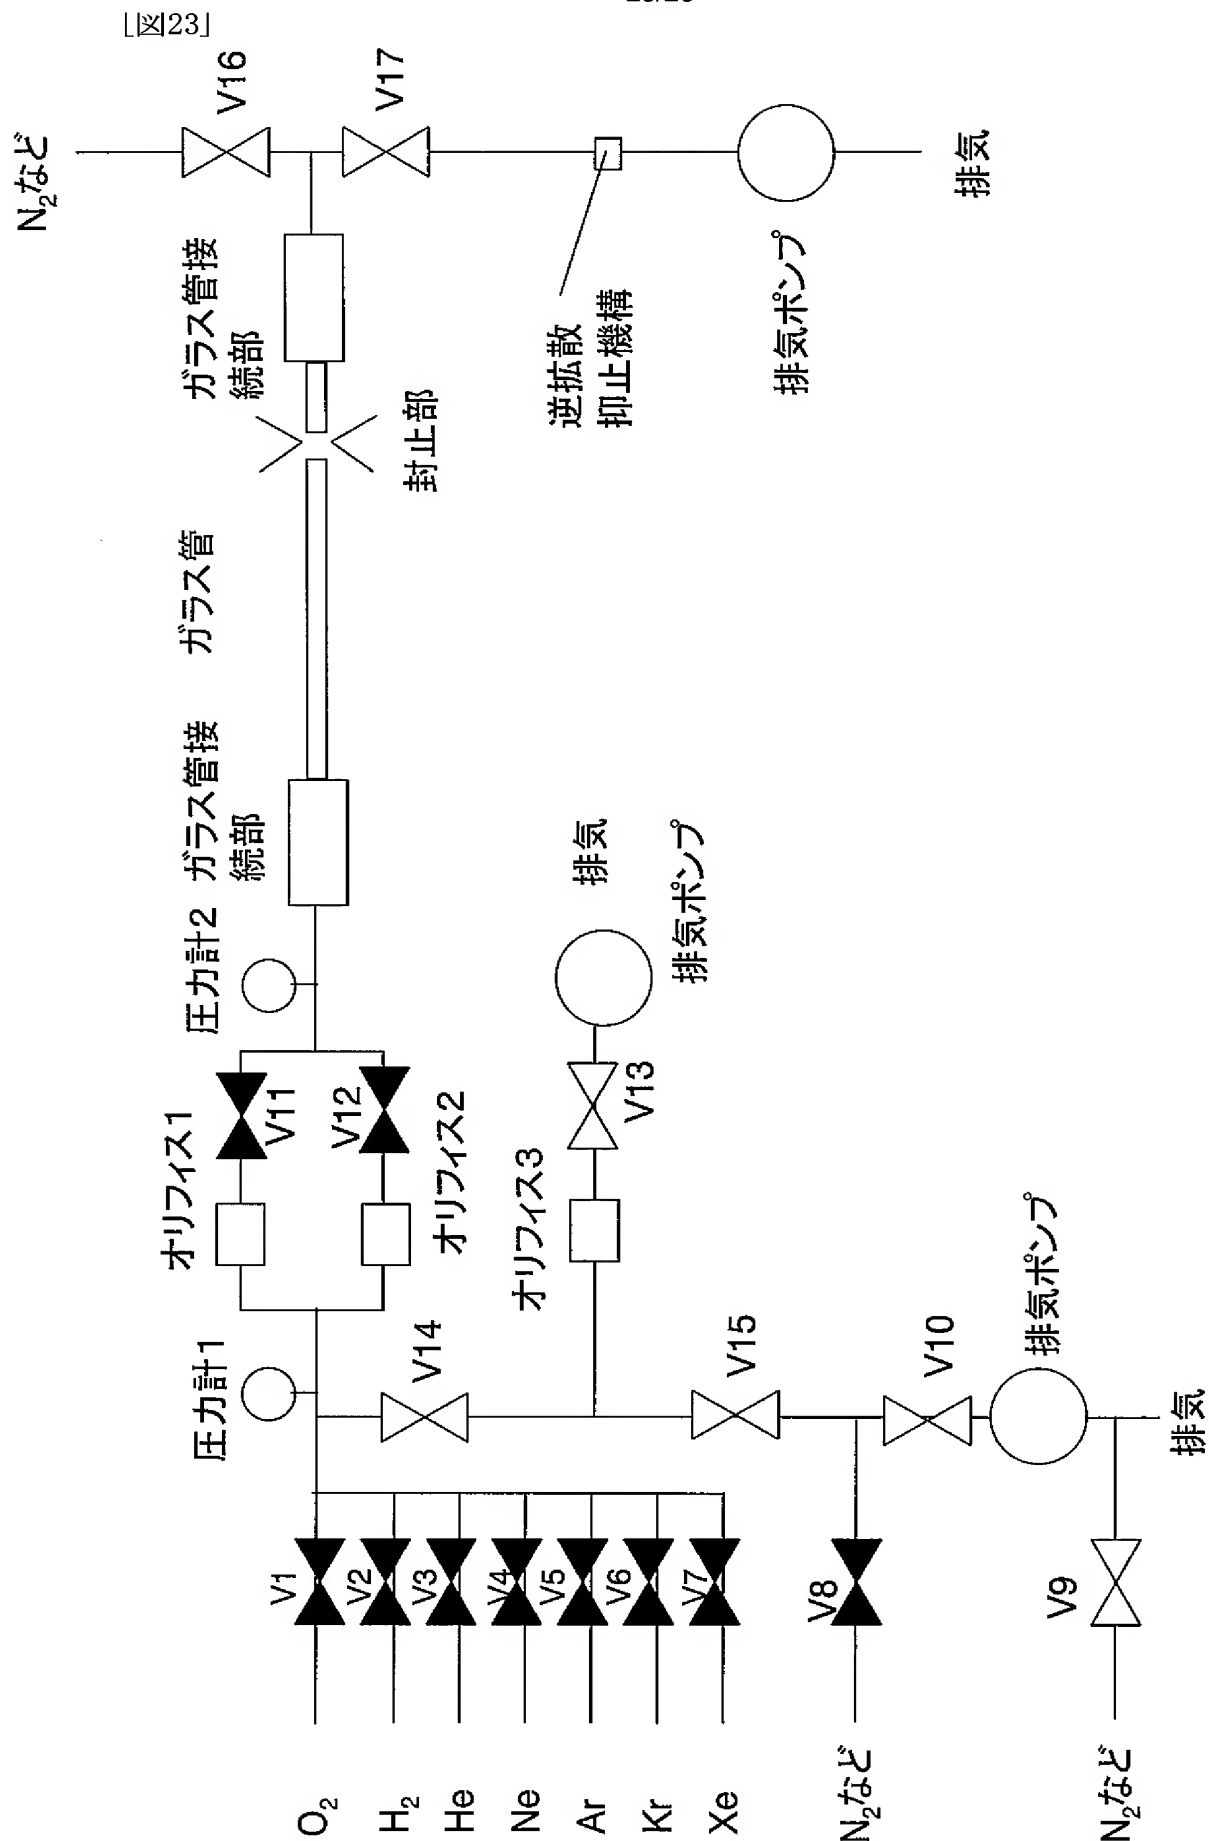 [図23]
N₂など
V16
V17
ガラス管接
続部
封止部
逆拡散
抑止機構
排気ポンプ
排気
ガラス管
ガラス管接
続部
圧力計2
オリフィス1
V11
V12
オリフィス2
圧力計1
V14
オリフィス3
V13
排気
排気ポンプ
V15
V10
排気ポンプ
排気
V1
V2
V3
V4
V5
V6
V7
V8
V9
O₂
H₂
He
Ne
Ar
Kr
Xe
N₂など
N₂など